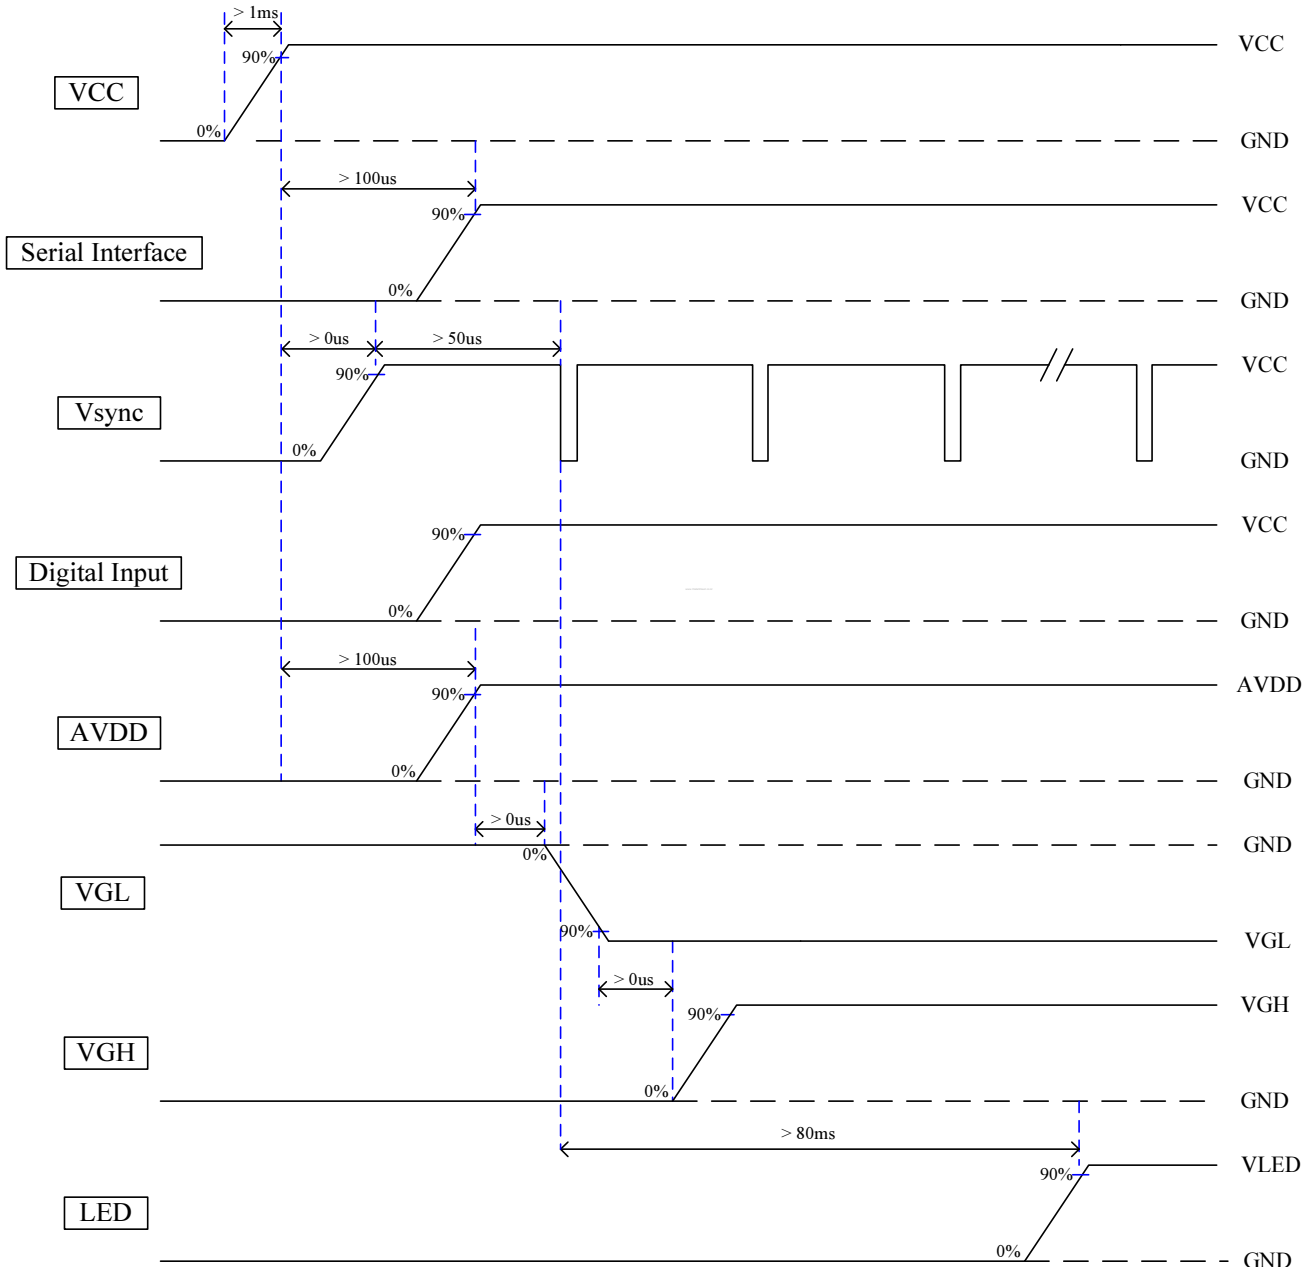 > 1ms
VCC
90%
VCC
0%
GND
> 100us
VCC
90%
Serial Interface
0%
GND
> 0us
> 50us
VCC
90%
Vsync
0%
GND
VCC
90%
Digital Input
0%
GND
> 100us
AVDD
90%
AVDD
0%
GND
> 0us
GND
0%
VGL
90%
VGL
> 0us
VGH
90%
VGH
0%
GND
> 80ms
VLED
90%
LED
0%
GND